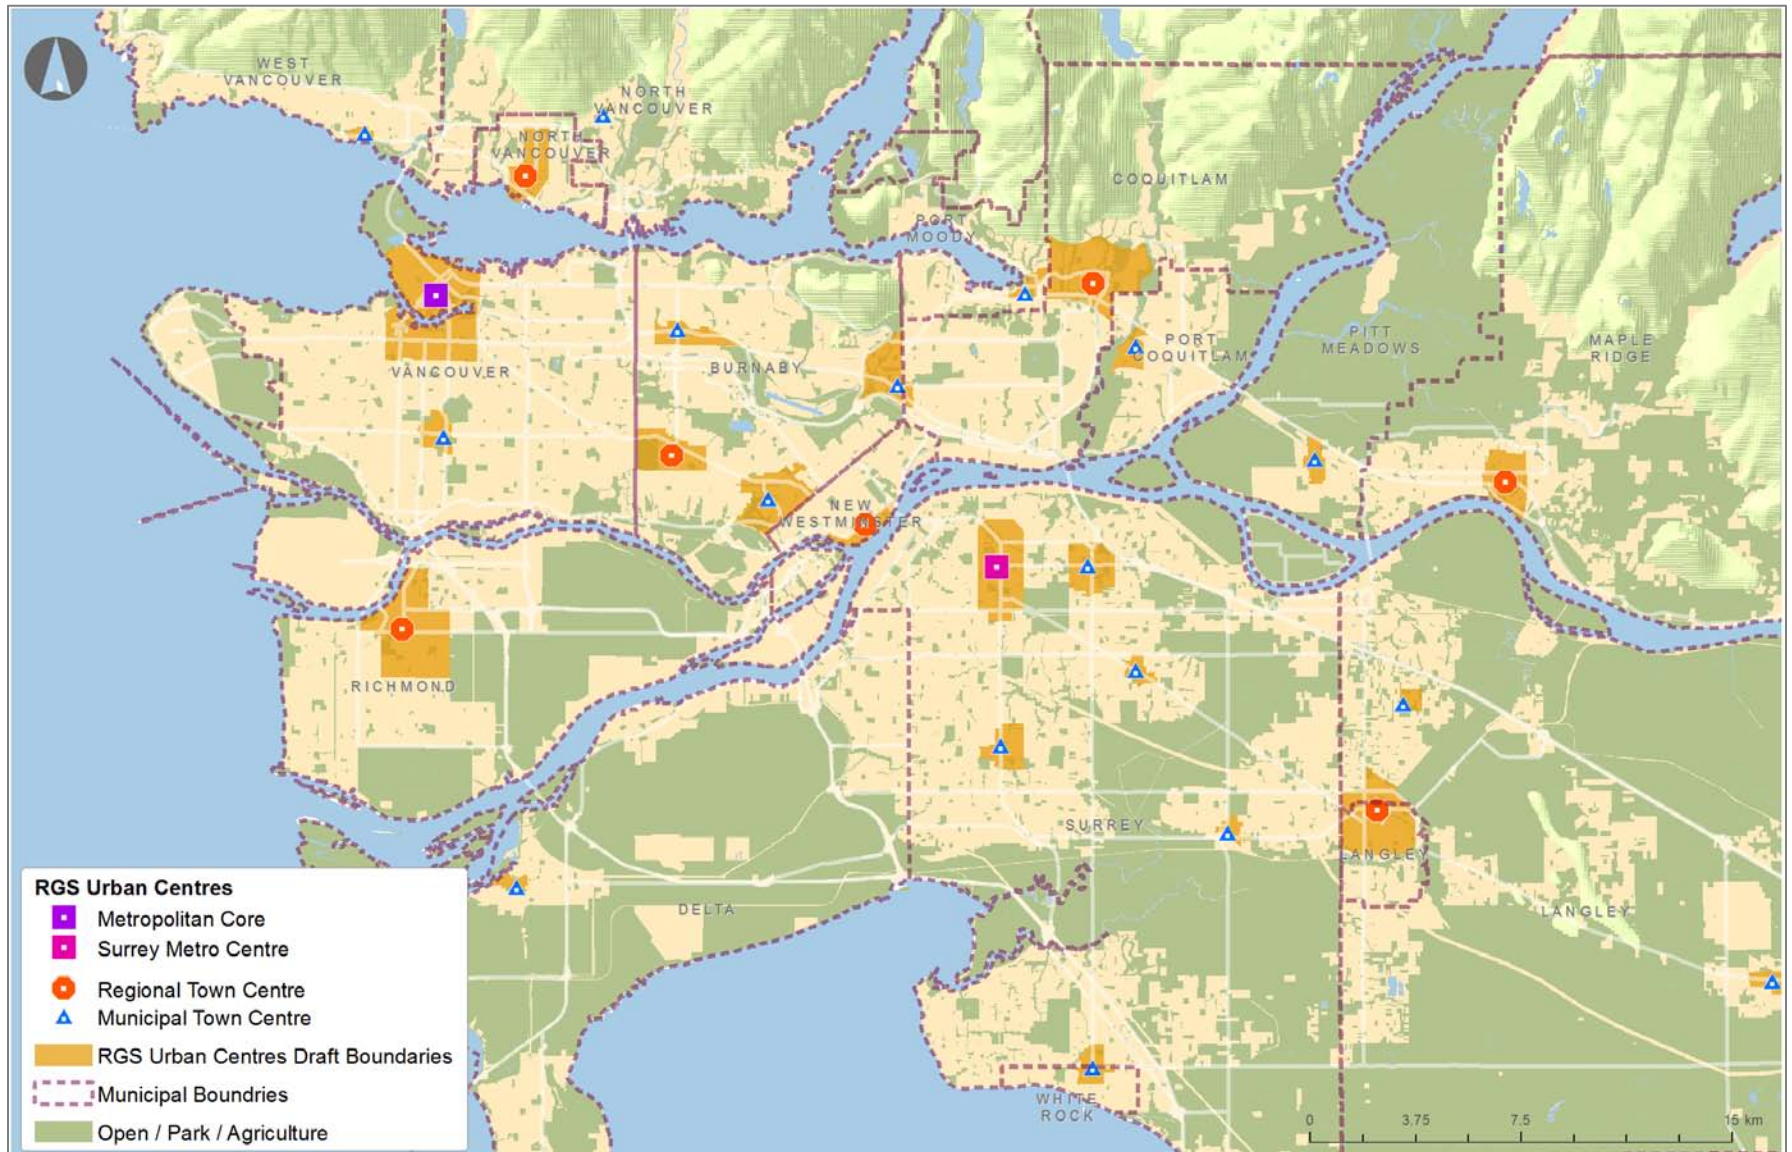 WEST
VANCOUVER
NORTH
VANCOUVER
NORTH
VANCOUVER
COQUITLAM
PORT
MOODY
PORT
COQUITLAM
PITT
MEADOWS
MAPLE
RIDGE
VANCOUVER
BURNABY
NEW
WESTMINSTER
RICHMOND
SURREY
LANGLEY
DELTA
LANGLEY
WHITE
ROCK
RGS Urban Centres
Metropolitan Core
Surrey Metro Centre
Regional Town Centre
Municipal Town Centre
RGS Urban Centres Draft Boundaries
Municipal Boundries
Open / Park / Agriculture
0 3.75 7.5 15 km